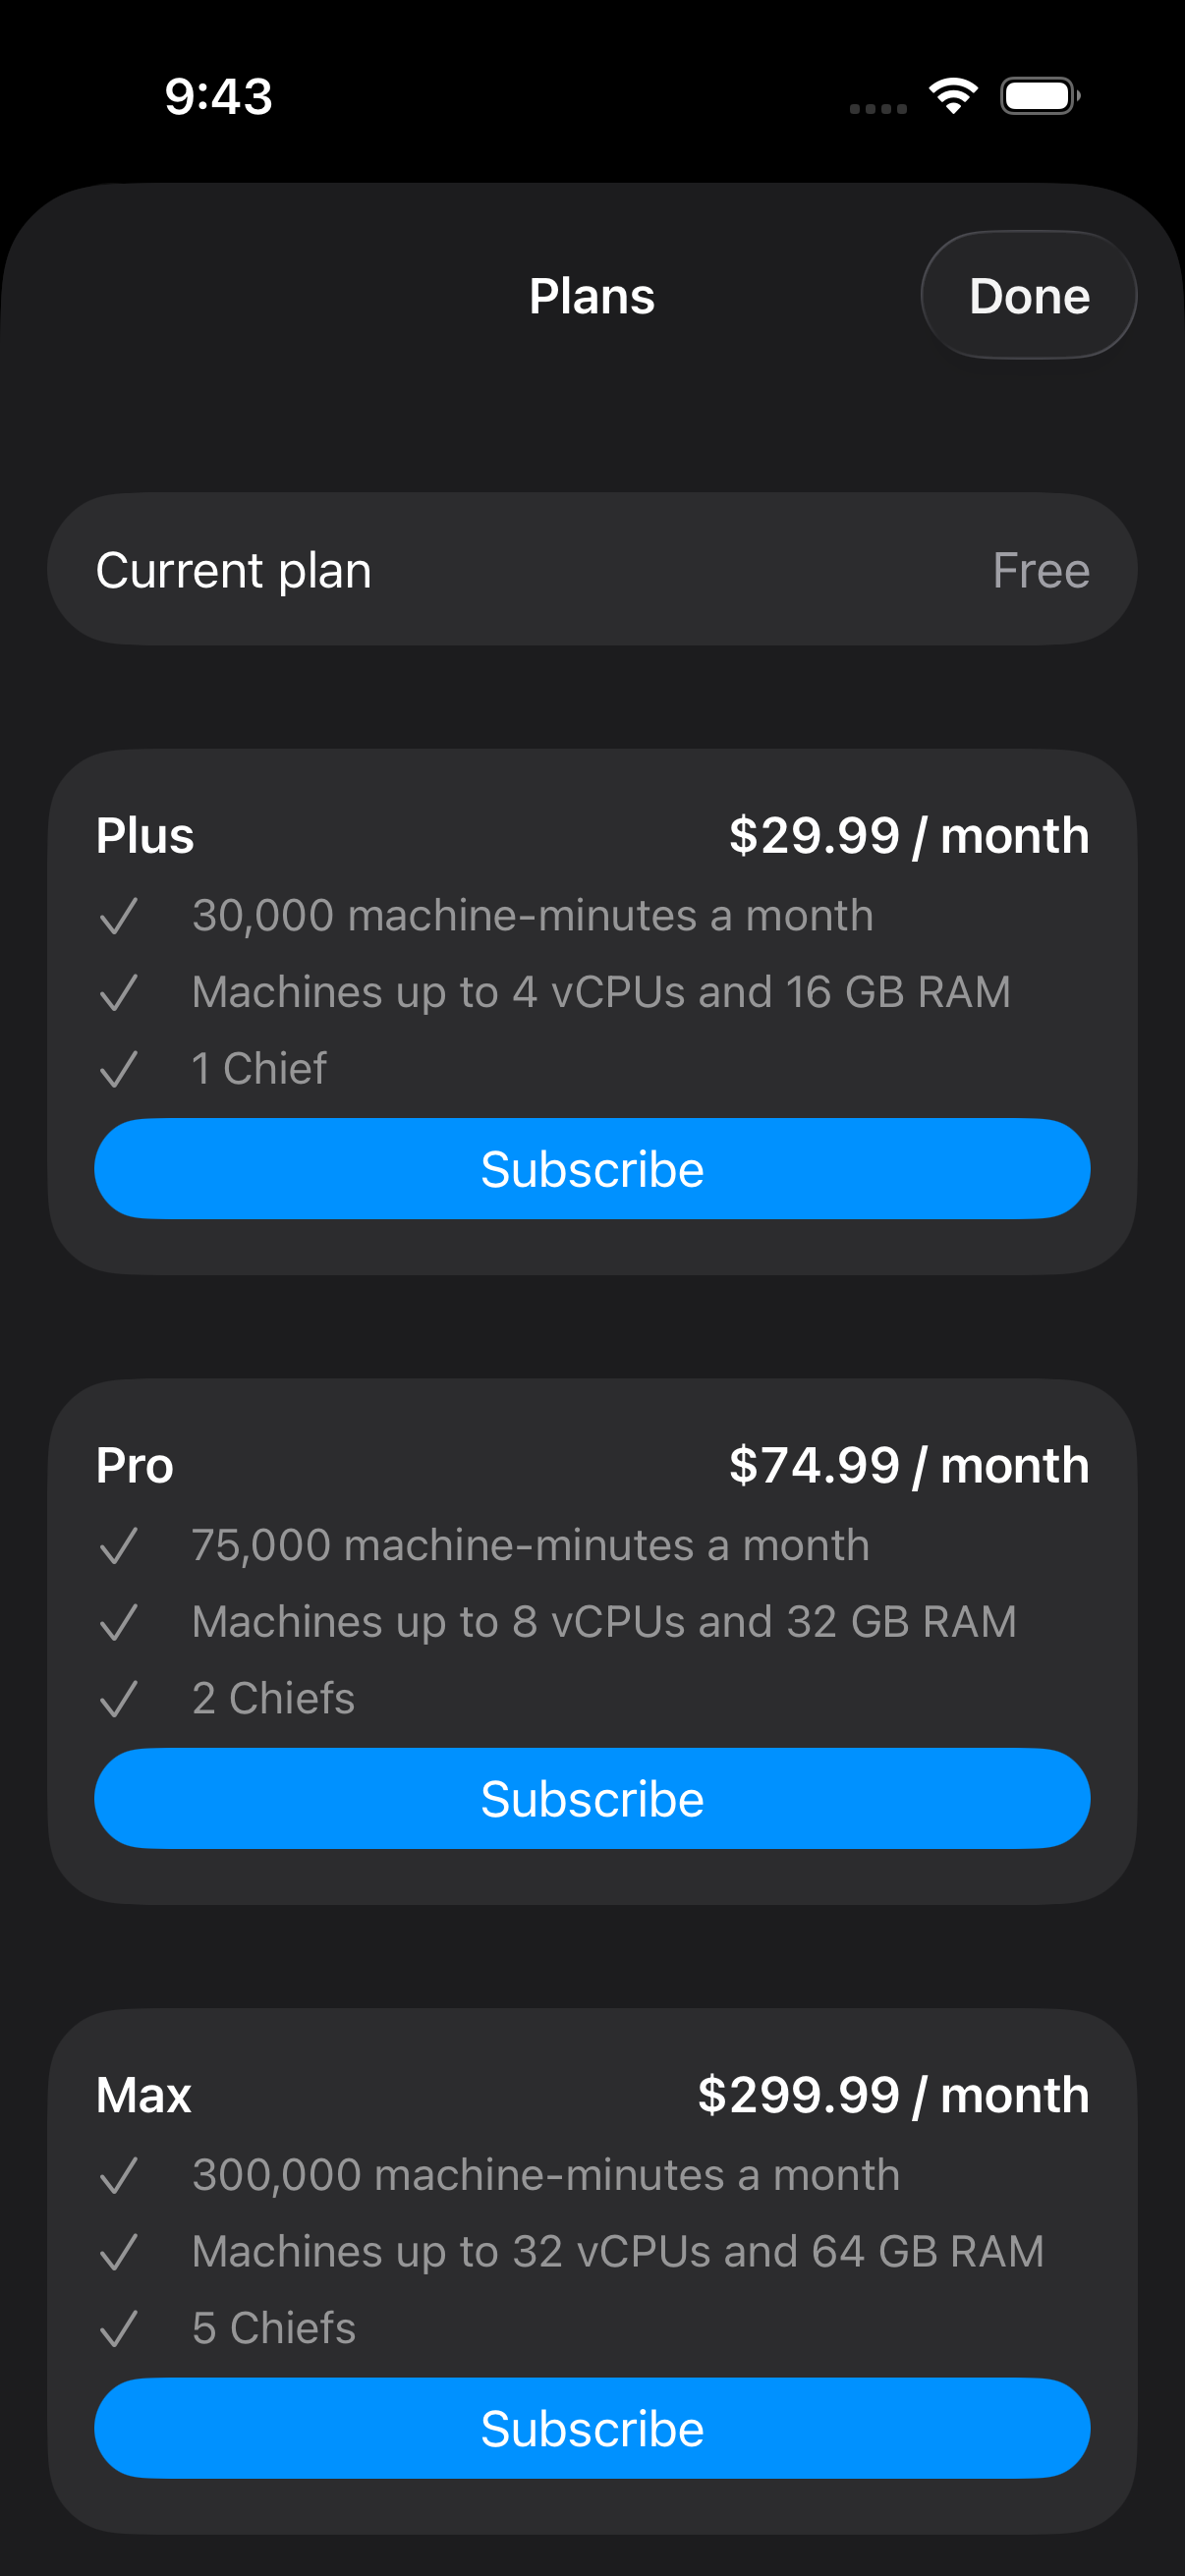 9:43
Plans
Done
Current plan
Free
Plus
$29.99 / month
30,000 machine-minutes a month
Machines up to 4 vCPUs and 16 GB RAM
1 Chief
Subscribe
Pro
$74.99 / month
75,000 machine-minutes a month
Machines up to 8 vCPUs and 32 GB RAM
2 Chiefs
Subscribe
Max
$299.99 / month
300,000 machine-minutes a month
Machines up to 32 vCPUs and 64 GB RAM
5 Chiefs
Subscribe